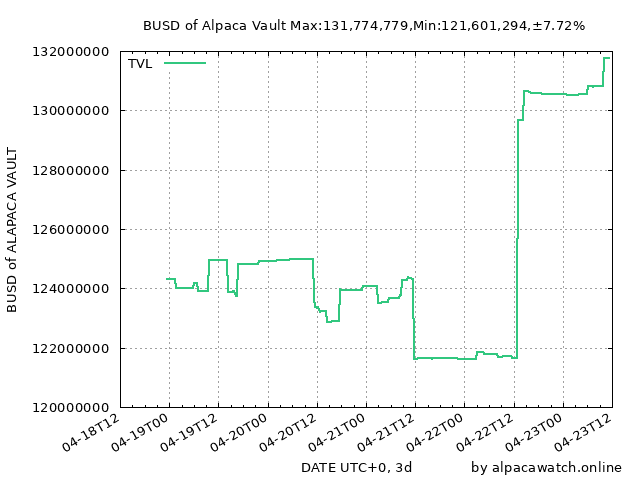 BUSD of Alpaca Vault Max:131,774,779,Min:121,601,294,±7.72%
TVL
132000000
130000000
128000000
126000000
124000000
122000000
120000000
BUSD of ALAPACA VAULT
04-18T12
04-19T00
04-19T12
04-20T00
04-20T12
04-21T00
04-21T12
04-22T00
04-22T12
04-23T00
04-23T12
DATE UTC+0, 3d
by alpacawatch.online